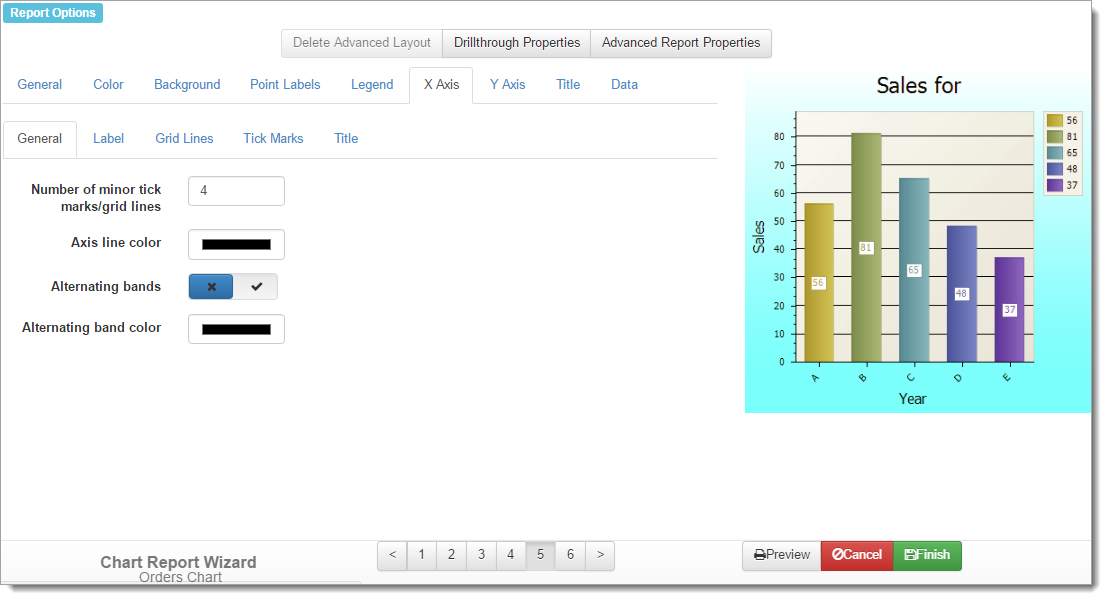 Report Options
Delete Advanced Layout Drillthrough Properties Advanced Report Properties
General Color Background Point Labels Legend X Axis Y Axis Title Data
General Label Grid Lines Tick Marks Title
Number of minor tick
marks/grid lines
4
Axis line color
Alternating bands
Alternating band color
Sales for
56
81
65
48
37
80
70
60
50
40
30
20
10
0
Sales
56
81
65
48
37
A B C D E
Year
Chart Report Wizard
Orders Chart
< 1 2 3 4 5 6 >
Preview Cancel Finish